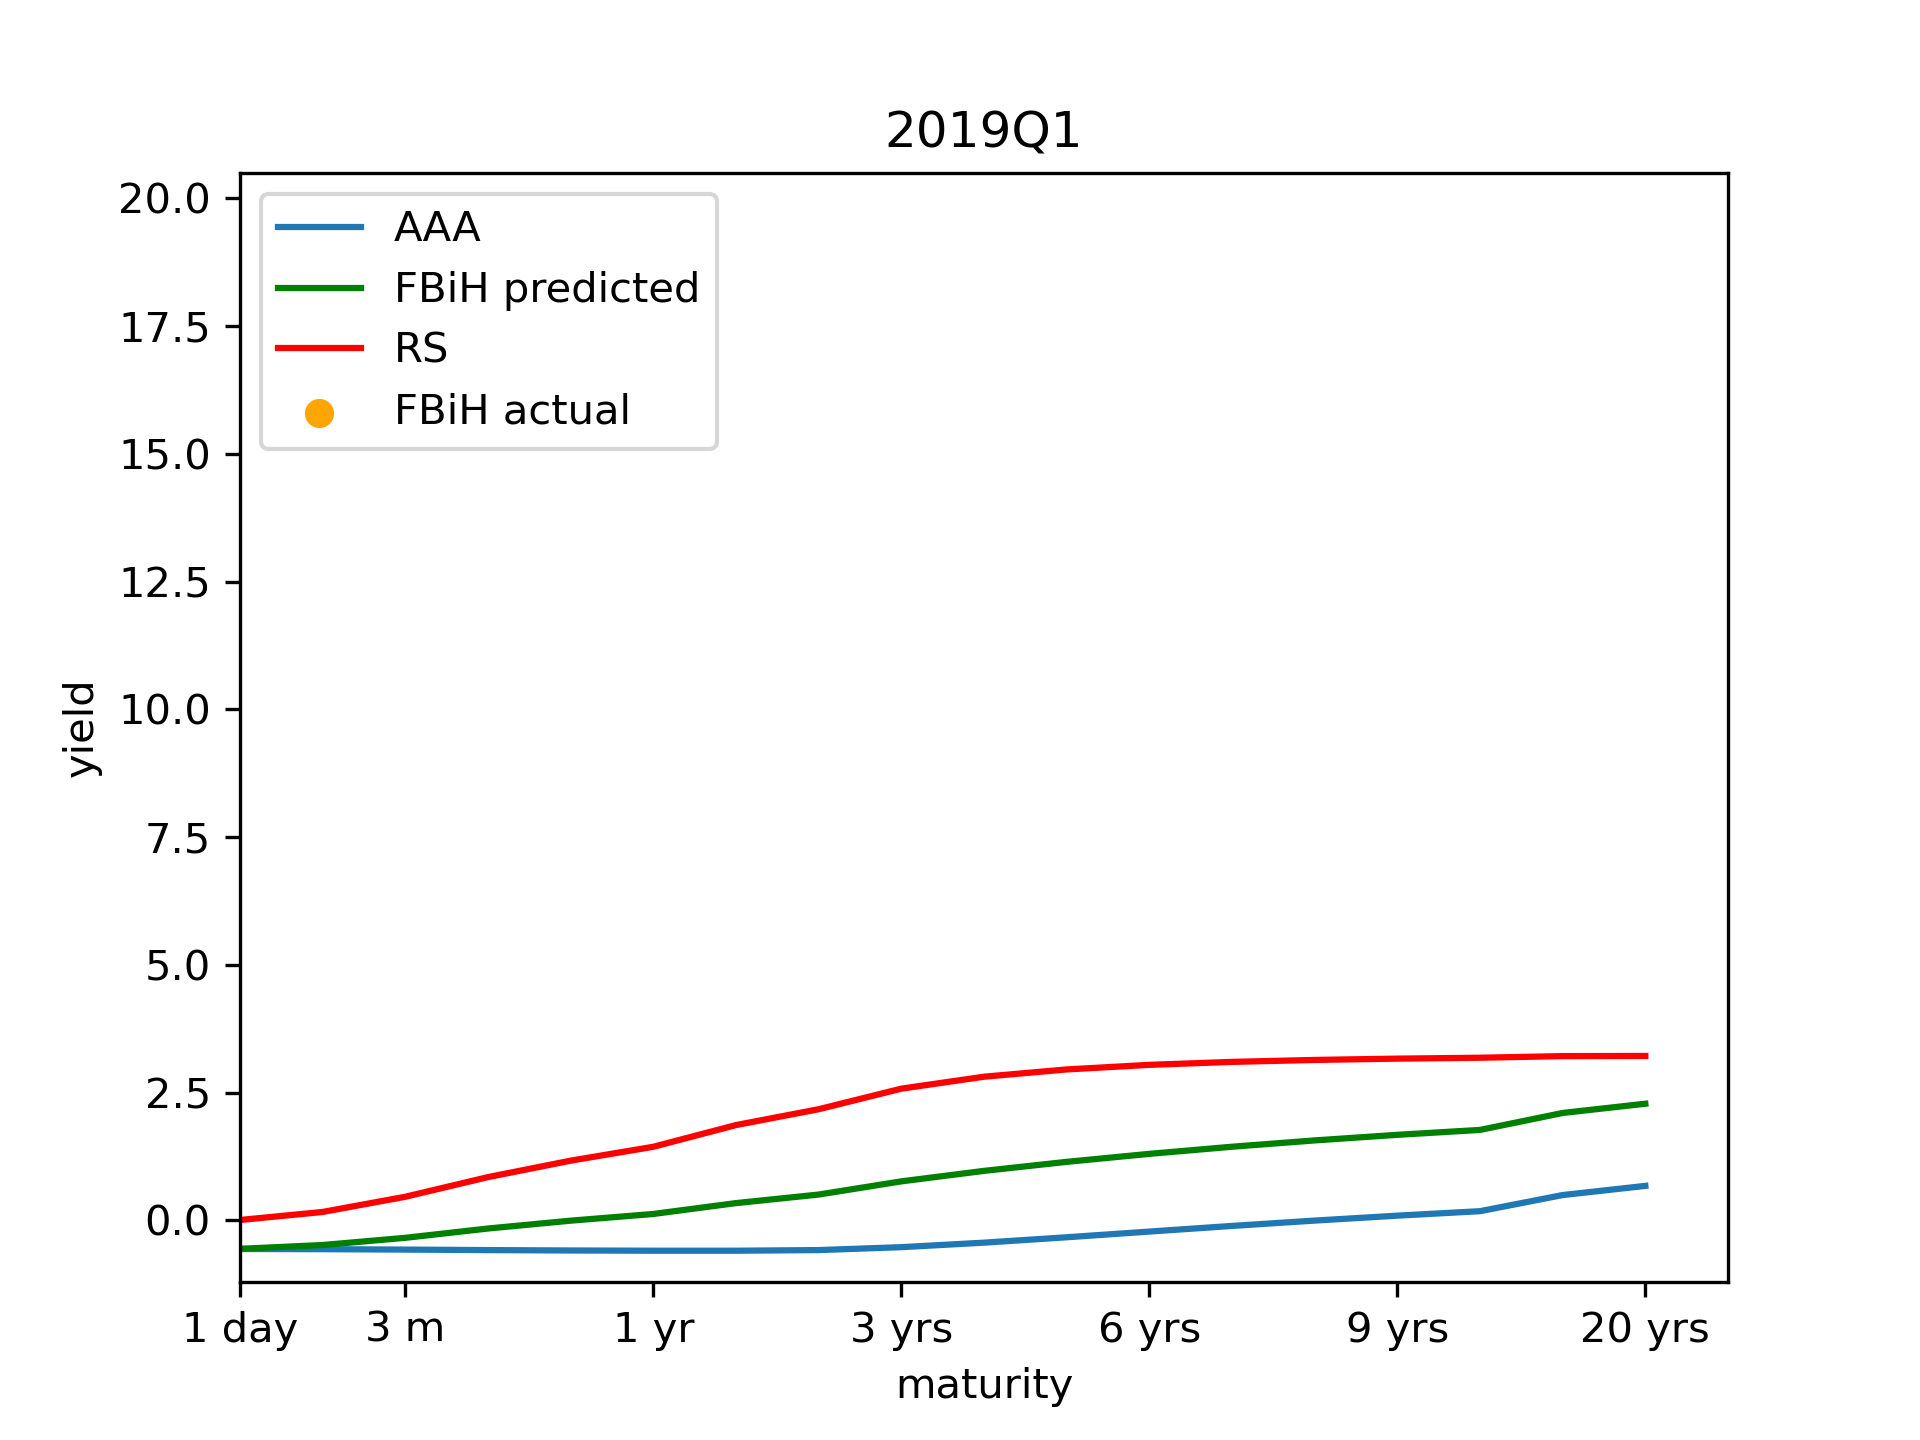 2019Q1
20.0
17.5
15.0
12.5
10.0
7.5
5.0
2.5
0.0
yield
AAA
FBiH predicted
RS
FBiH actual
1 day 3 m 1 yr 3 yrs 6 yrs 9 yrs 20 yrs
maturity